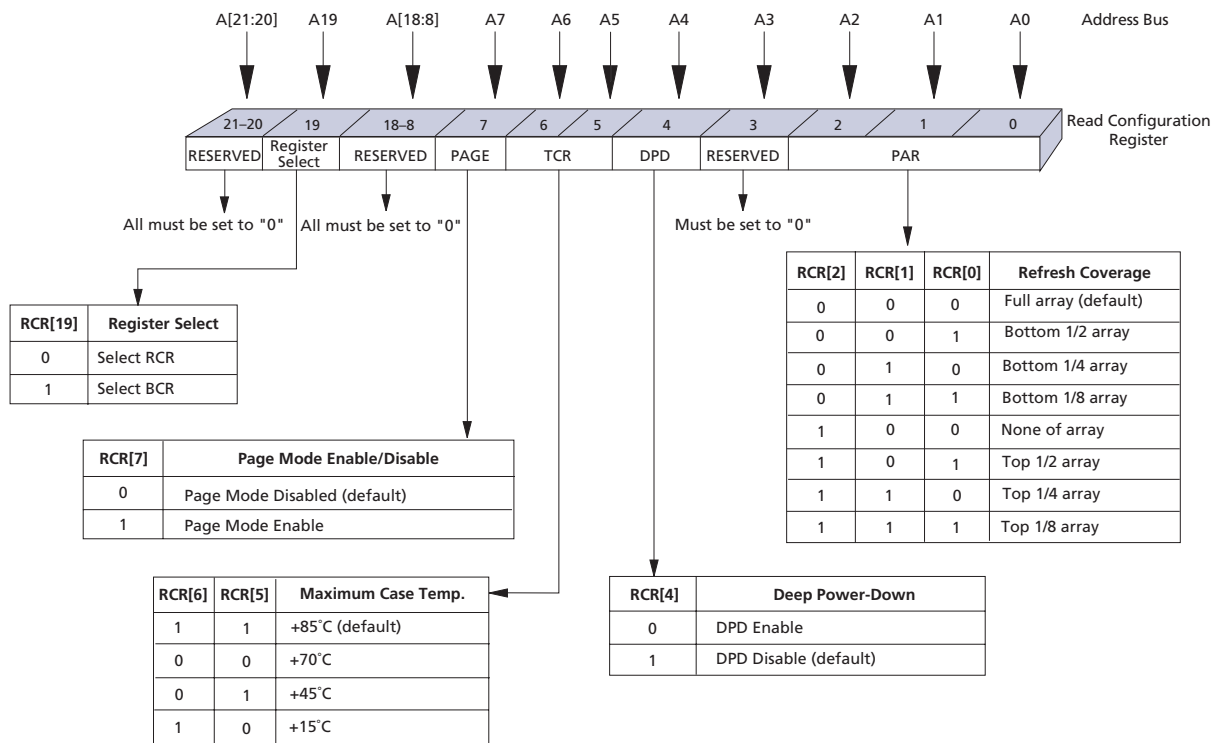 A[21:20] A19 A[18:8] A7 A6 A5 A4 A3 A2 A1 A0 Address Bus
21–20 19 18–8 7 6 5 4 3 2 1 0
Read Configuration
Register
RESERVED Register Select RESERVED PAGE TCR DPD RESERVED PAR
All must be set to "0" All must be set to "0" Must be set to "0"
RCR[19] Register Select
0 Select RCR
1 Select BCR
RCR[2] RCR[1] RCR[0] Refresh Coverage
0 0 0 Full array (default)
0 0 1 Bottom 1/2 array
0 1 0 Bottom 1/4 array
0 1 1 Bottom 1/8 array
1 0 0 None of array
1 0 1 Top 1/2 array
1 1 0 Top 1/4 array
1 1 1 Top 1/8 array
RCR[7] Page Mode Enable/Disable
0 Page Mode Disabled (default)
1 Page Mode Enable
RCR[6] RCR[5] Maximum Case Temp.
1 1 +85˚C (default)
0 0 +70˚C
0 1 +45˚C
1 0 +15˚C
RCR[4] Deep Power-Down
0 DPD Enable
1 DPD Disable (default)